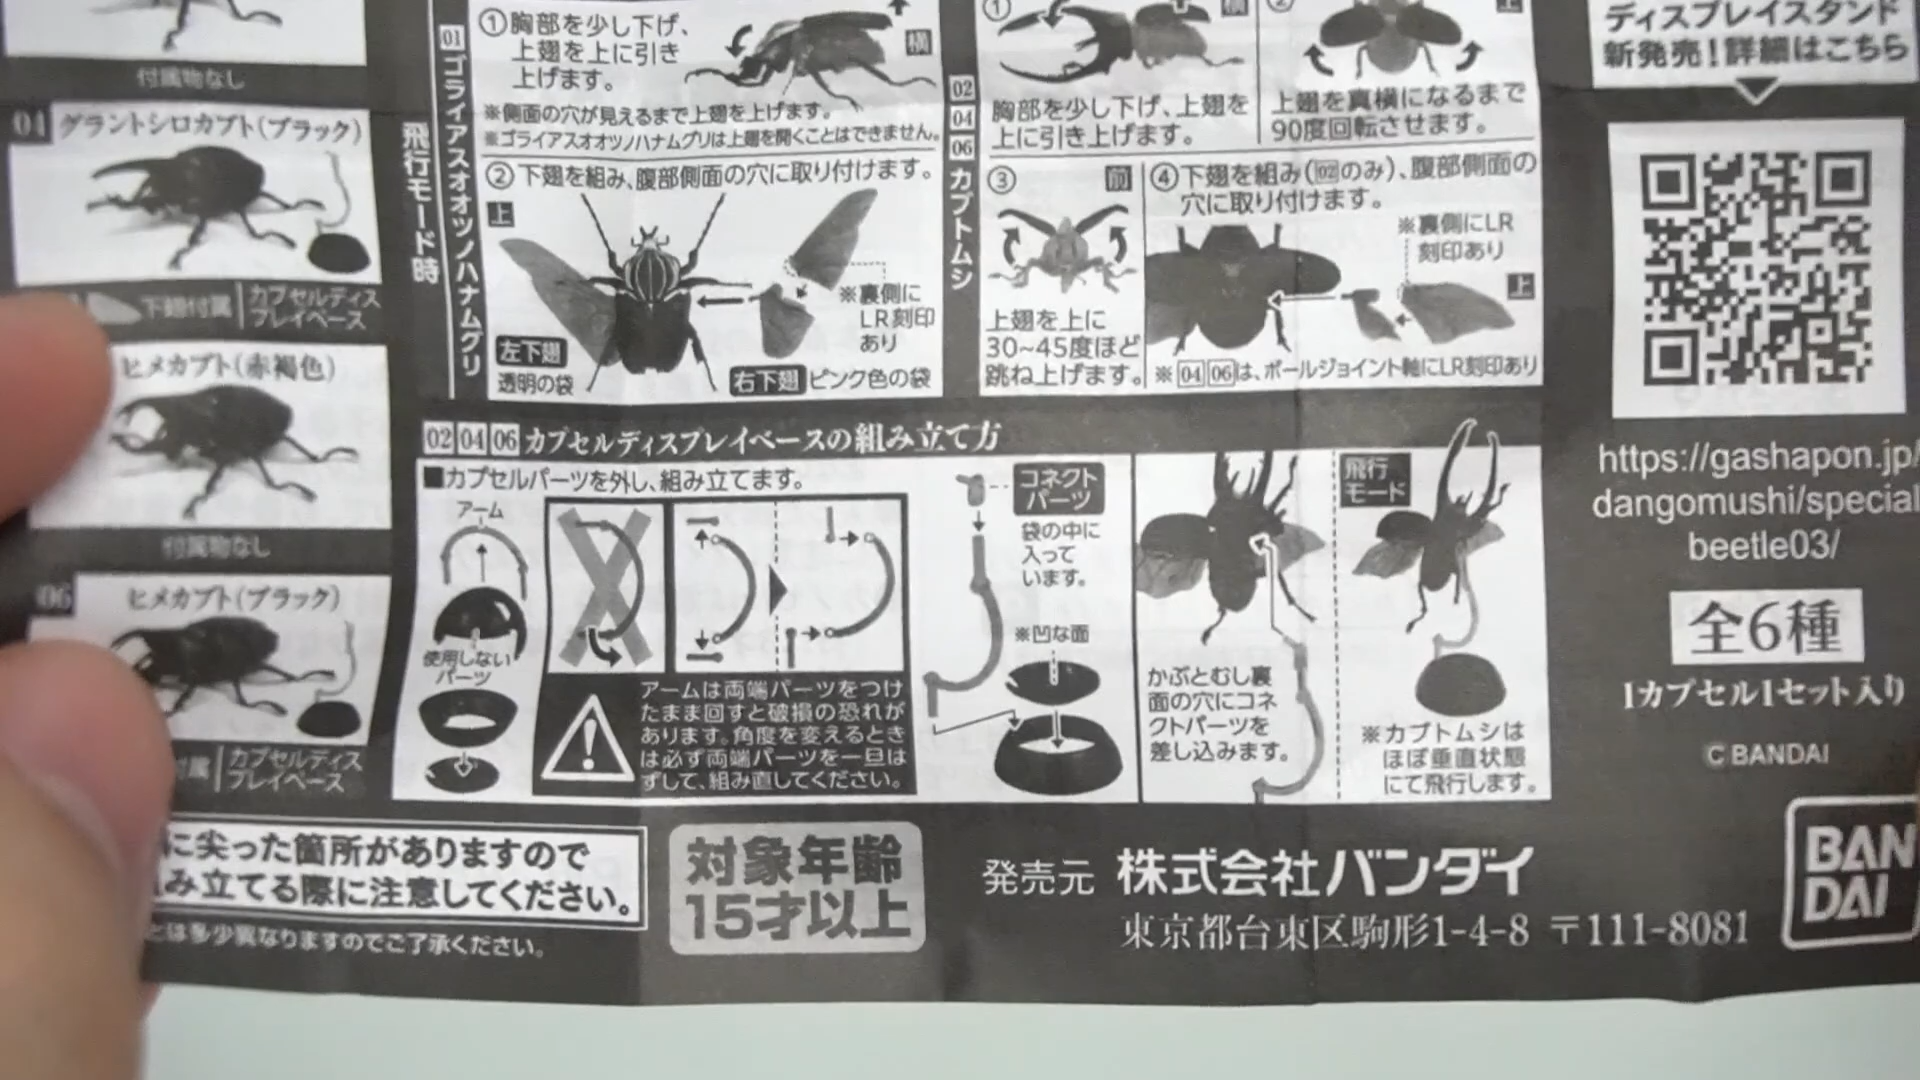 付属物なし
04 グラントシロカブト(ブラック)
下翅付属
カプセルディス
プレイベース
ヒメカブト(赤褐色)
付属物なし
06 ヒメカブト(ブラック)
付属
カプセルディス
プレイベース
01 ゴライアスオオツノハナムグリ
飛行モード時
①胸部を少し下げ、
上翅を上に引き
上げます。
横
※側面の穴が見えるまで上翅を上げます。
※ゴライアスオオツノハナムグリは上翅を開くことはできません。
②下翅を組み、腹部側面の穴に取り付けます。
上
※裏側に
LR刻印
あり
左下翅
透明の袋
右下翅 ピンク色の袋
02 04 06 カブトムシ
①
横
胸部を少し下げ、上翅を
上に引き上げます。
②
上
上翅を真横になるまで
90度回転させます。
③
前
上翅を上に
30~45度ほど
跳ね上げます。
④下翅を組み(02のみ)、腹部側面の
穴に取り付けます。
※裏側にLR
刻印あり
上
※04 06は、ボールジョイント軸にLR刻印あり
02 04 06 カプセルディスプレイベースの組み立て方
■カプセルパーツを外し、組み立てます。
アーム
使用しない
パーツ
アームは両端パーツをつけ
たまま回すと破損の恐れが
あります。角度を変えるとき
は必ず両端パーツを一旦は
ずして、組み直してください。
コネクト
パーツ
袋の中に
入って
います。
※凹な面
かぶとむし裏
面の穴にコネ
クトパーツを
差し込みます。
飛行
モード
※カブトムシは
ほぼ垂直状態
にて飛行します。
ディスプレイスタンド
新発売!詳細はこちら
https://gashapon.jp/
dangomushi/special
beetle03/
全6種
1カプセル1セット入り
©BANDAI
に尖った箇所がありますので
み立てる際に注意してください。
とは多少異なりますのでご了承ください。
対象年齢
15才以上
発売元 株式会社バンダイ
東京都台東区駒形1-4-8 〒111-8081
BAN
DAI